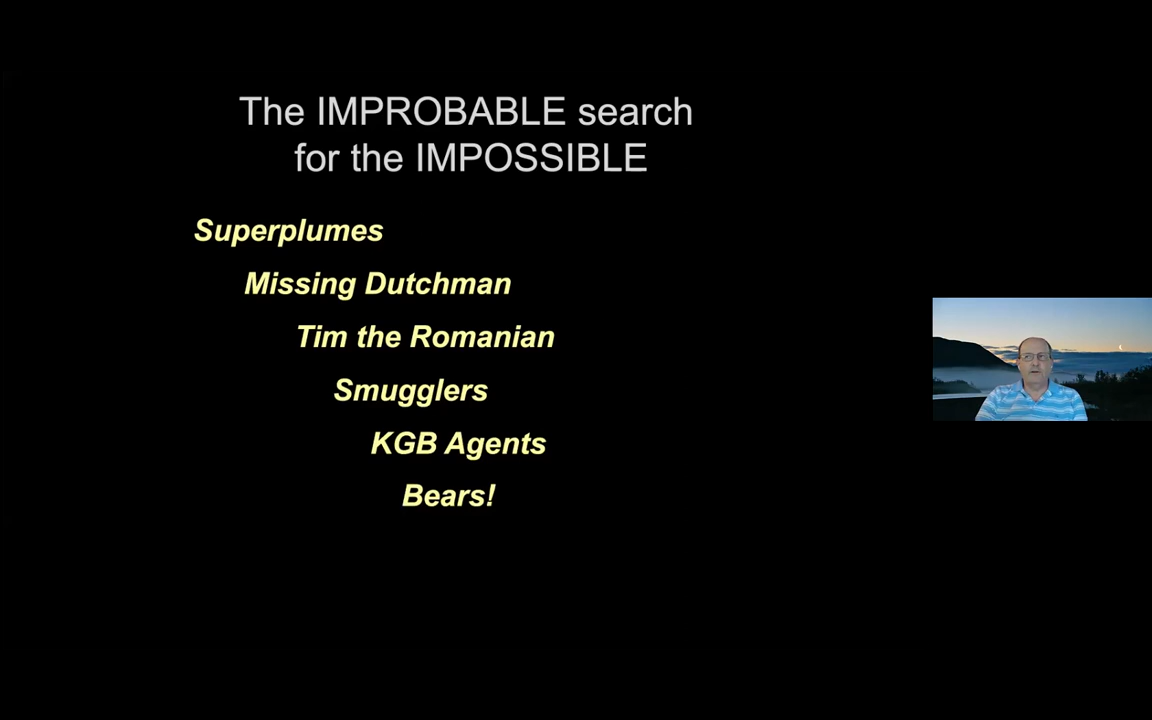 The IMPROBABLE search
for the IMPOSSIBLE
Superplumes
Missing Dutchman
Tim the Romanian
Smugglers
KGB Agents
Bears!